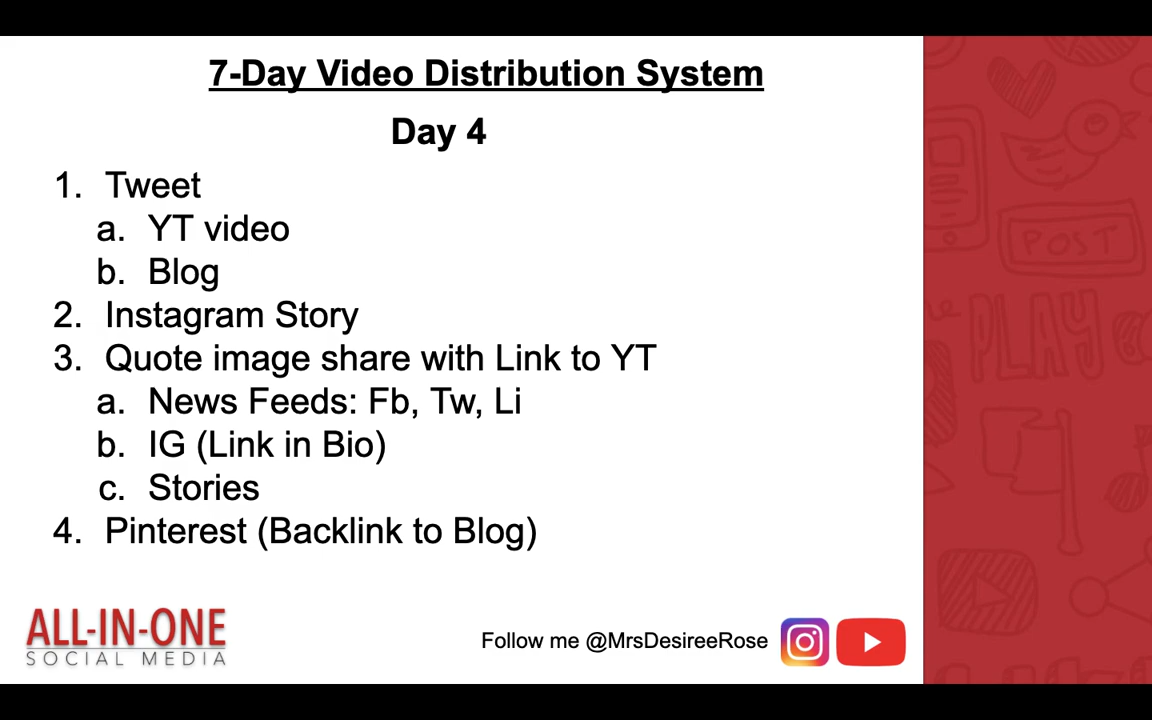 7-Day Video Distribution System
Day 4
1. Tweet
a. YT video
b. Blog
2. Instagram Story
3. Quote image share with Link to YT
a. News Feeds: Fb, Tw, Li
b. IG (Link in Bio)
c. Stories
4. Pinterest (Backlink to Blog)
ALL-IN-ONE
SOCIAL MEDIA
Follow me @MrsDesireeRose
POST
PLAY